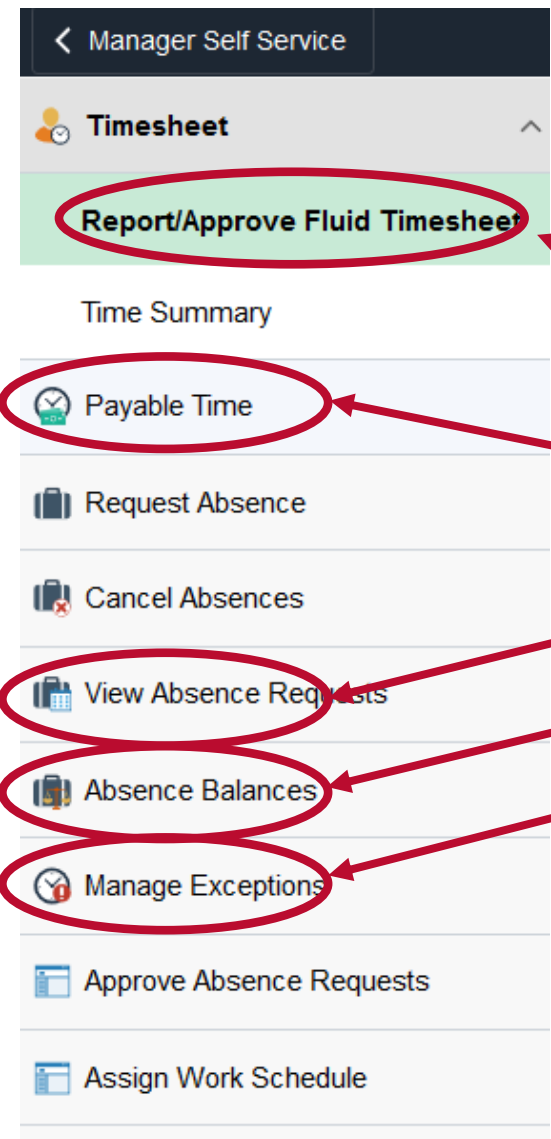 Manager Self Service
Timesheet
Report/Approve Fluid Timesheet
Time Summary
Payable Time
Request Absence
Cancel Absences
View Absence Requests
Absence Balances
Manage Exceptions
Approve Absence Requests
Assign Work Schedule